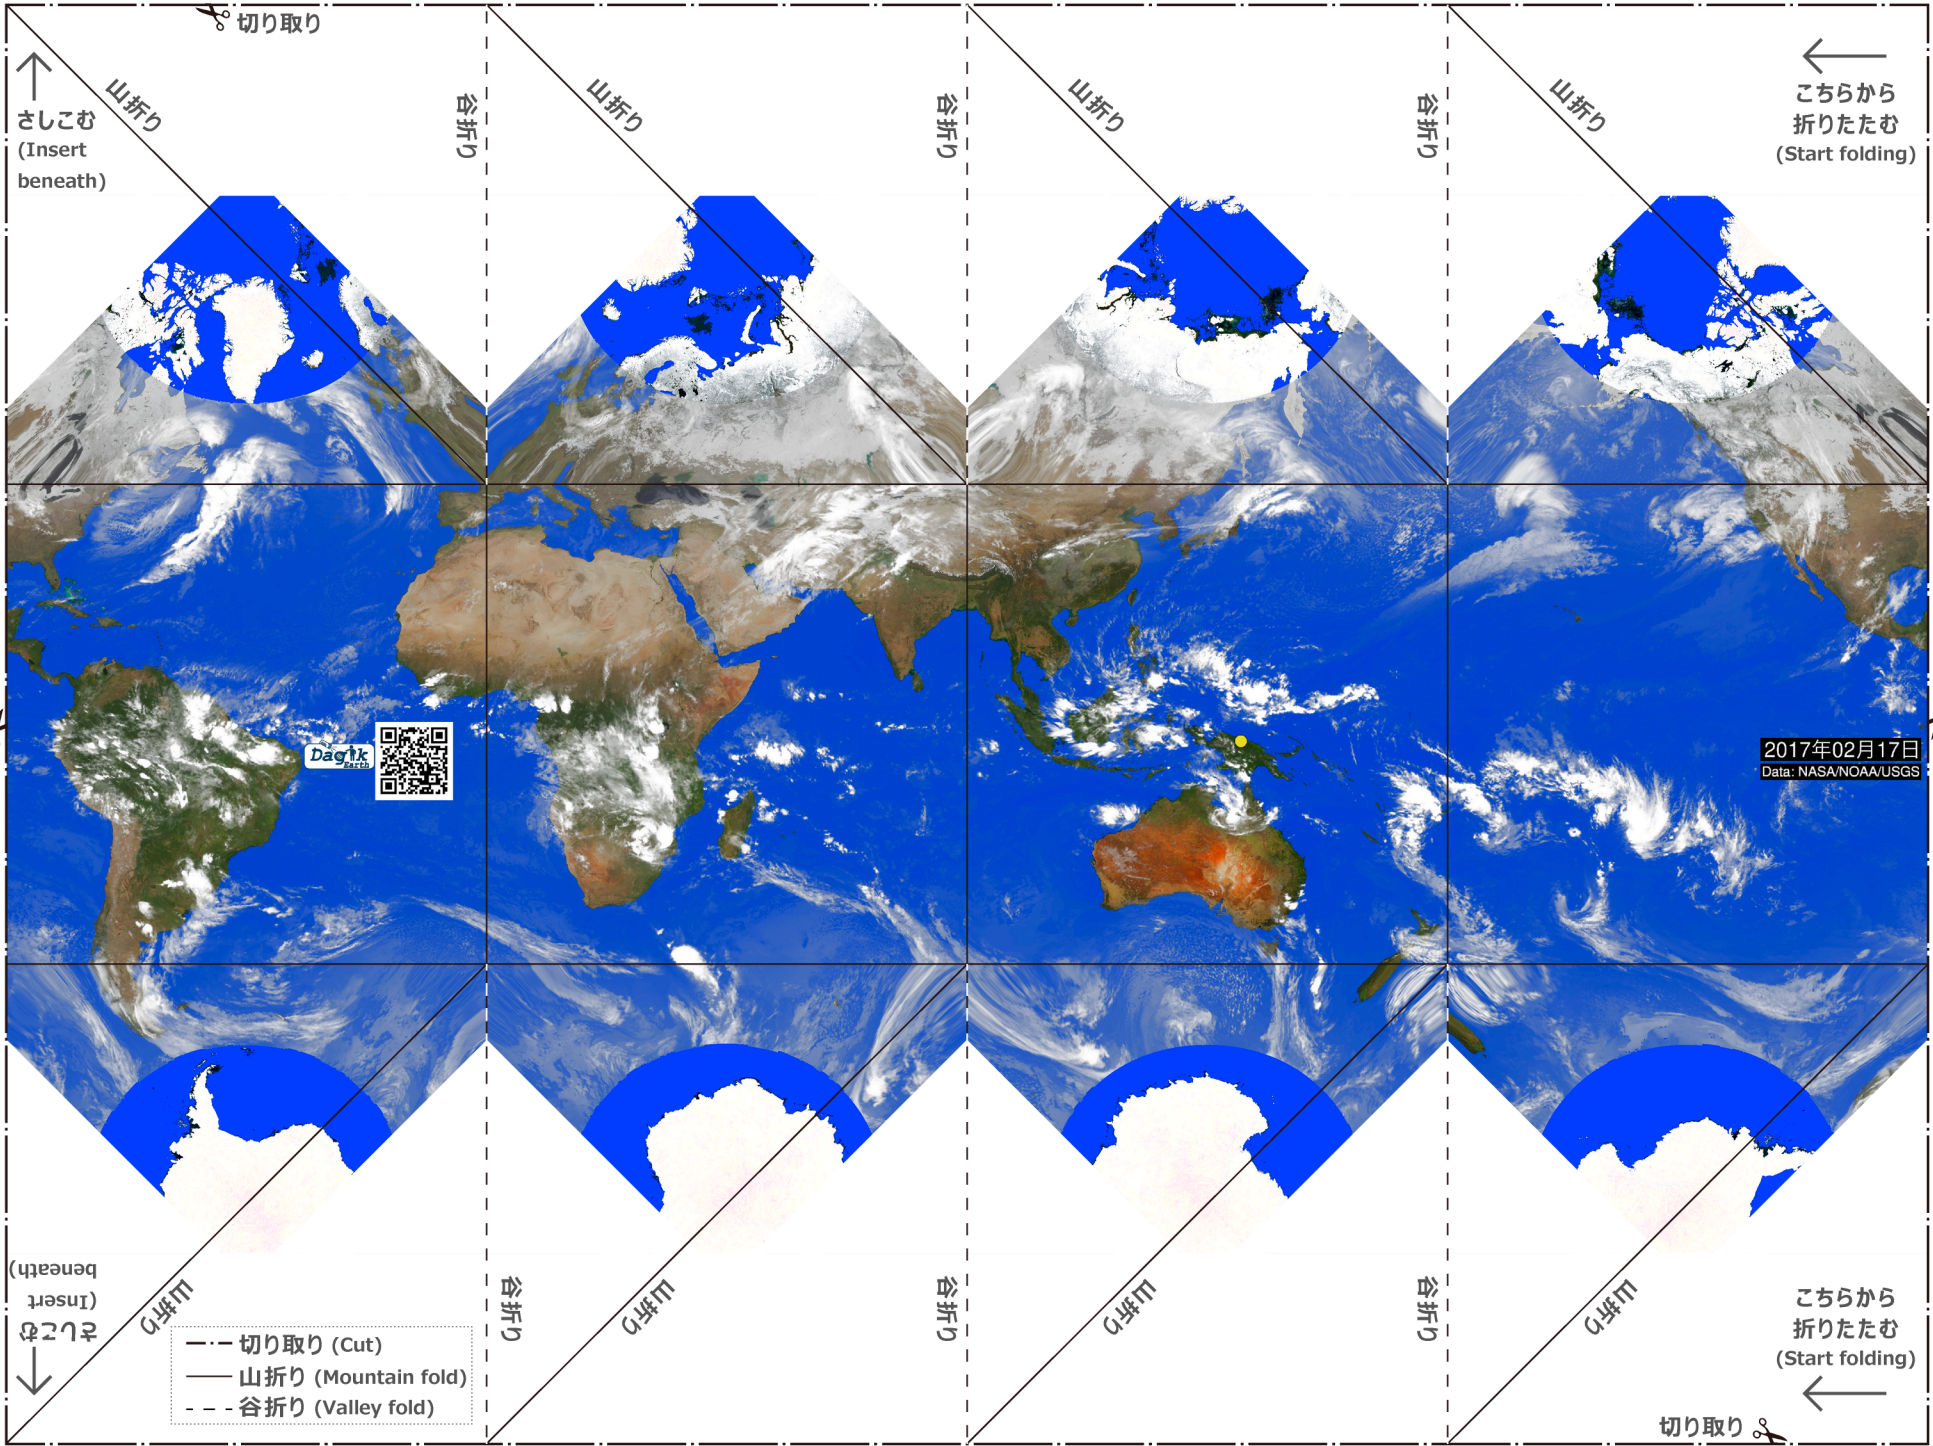 切り取り
山折り
谷折り
山折り
谷折り
山折り
谷折り
山折り
さしこむ
(Insert
beneath)
こちらから
折りたたむ
(Start folding)
Dagik
Earth
2017年02月17日
Data: NASA/NOAA/USGS
さしこむ
(Insert
beneath)
山折り
谷折り
山折り
谷折り
山折り
谷折り
山折り
こちらから
折りたたむ
(Start folding)
切り取り (Cut)
山折り (Mountain fold)
谷折り (Valley fold)
切り取り